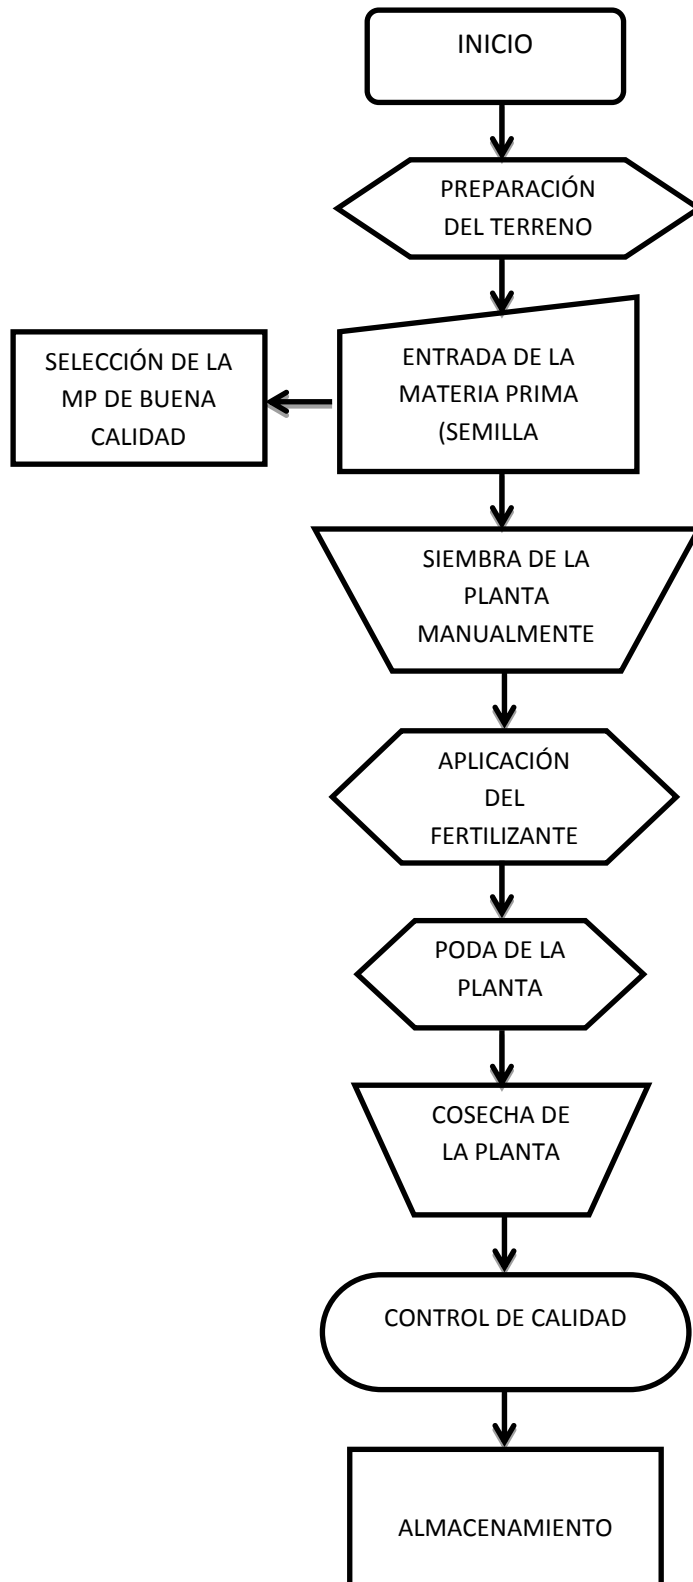 INICIO
PREPARACIÓN
DEL TERRENO
SELECCIÓN DE LA
MP DE BUENA
CALIDAD
ENTRADA DE LA
MATERIA PRIMA
(SEMILLA
SIEMBRA DE LA
PLANTA
MANUALMENTE
APLICACIÓN
DEL
FERTILIZANTE
PODA DE LA
PLANTA
COSECHA DE
LA PLANTA
CONTROL DE CALIDAD
ALMACENAMIENTO